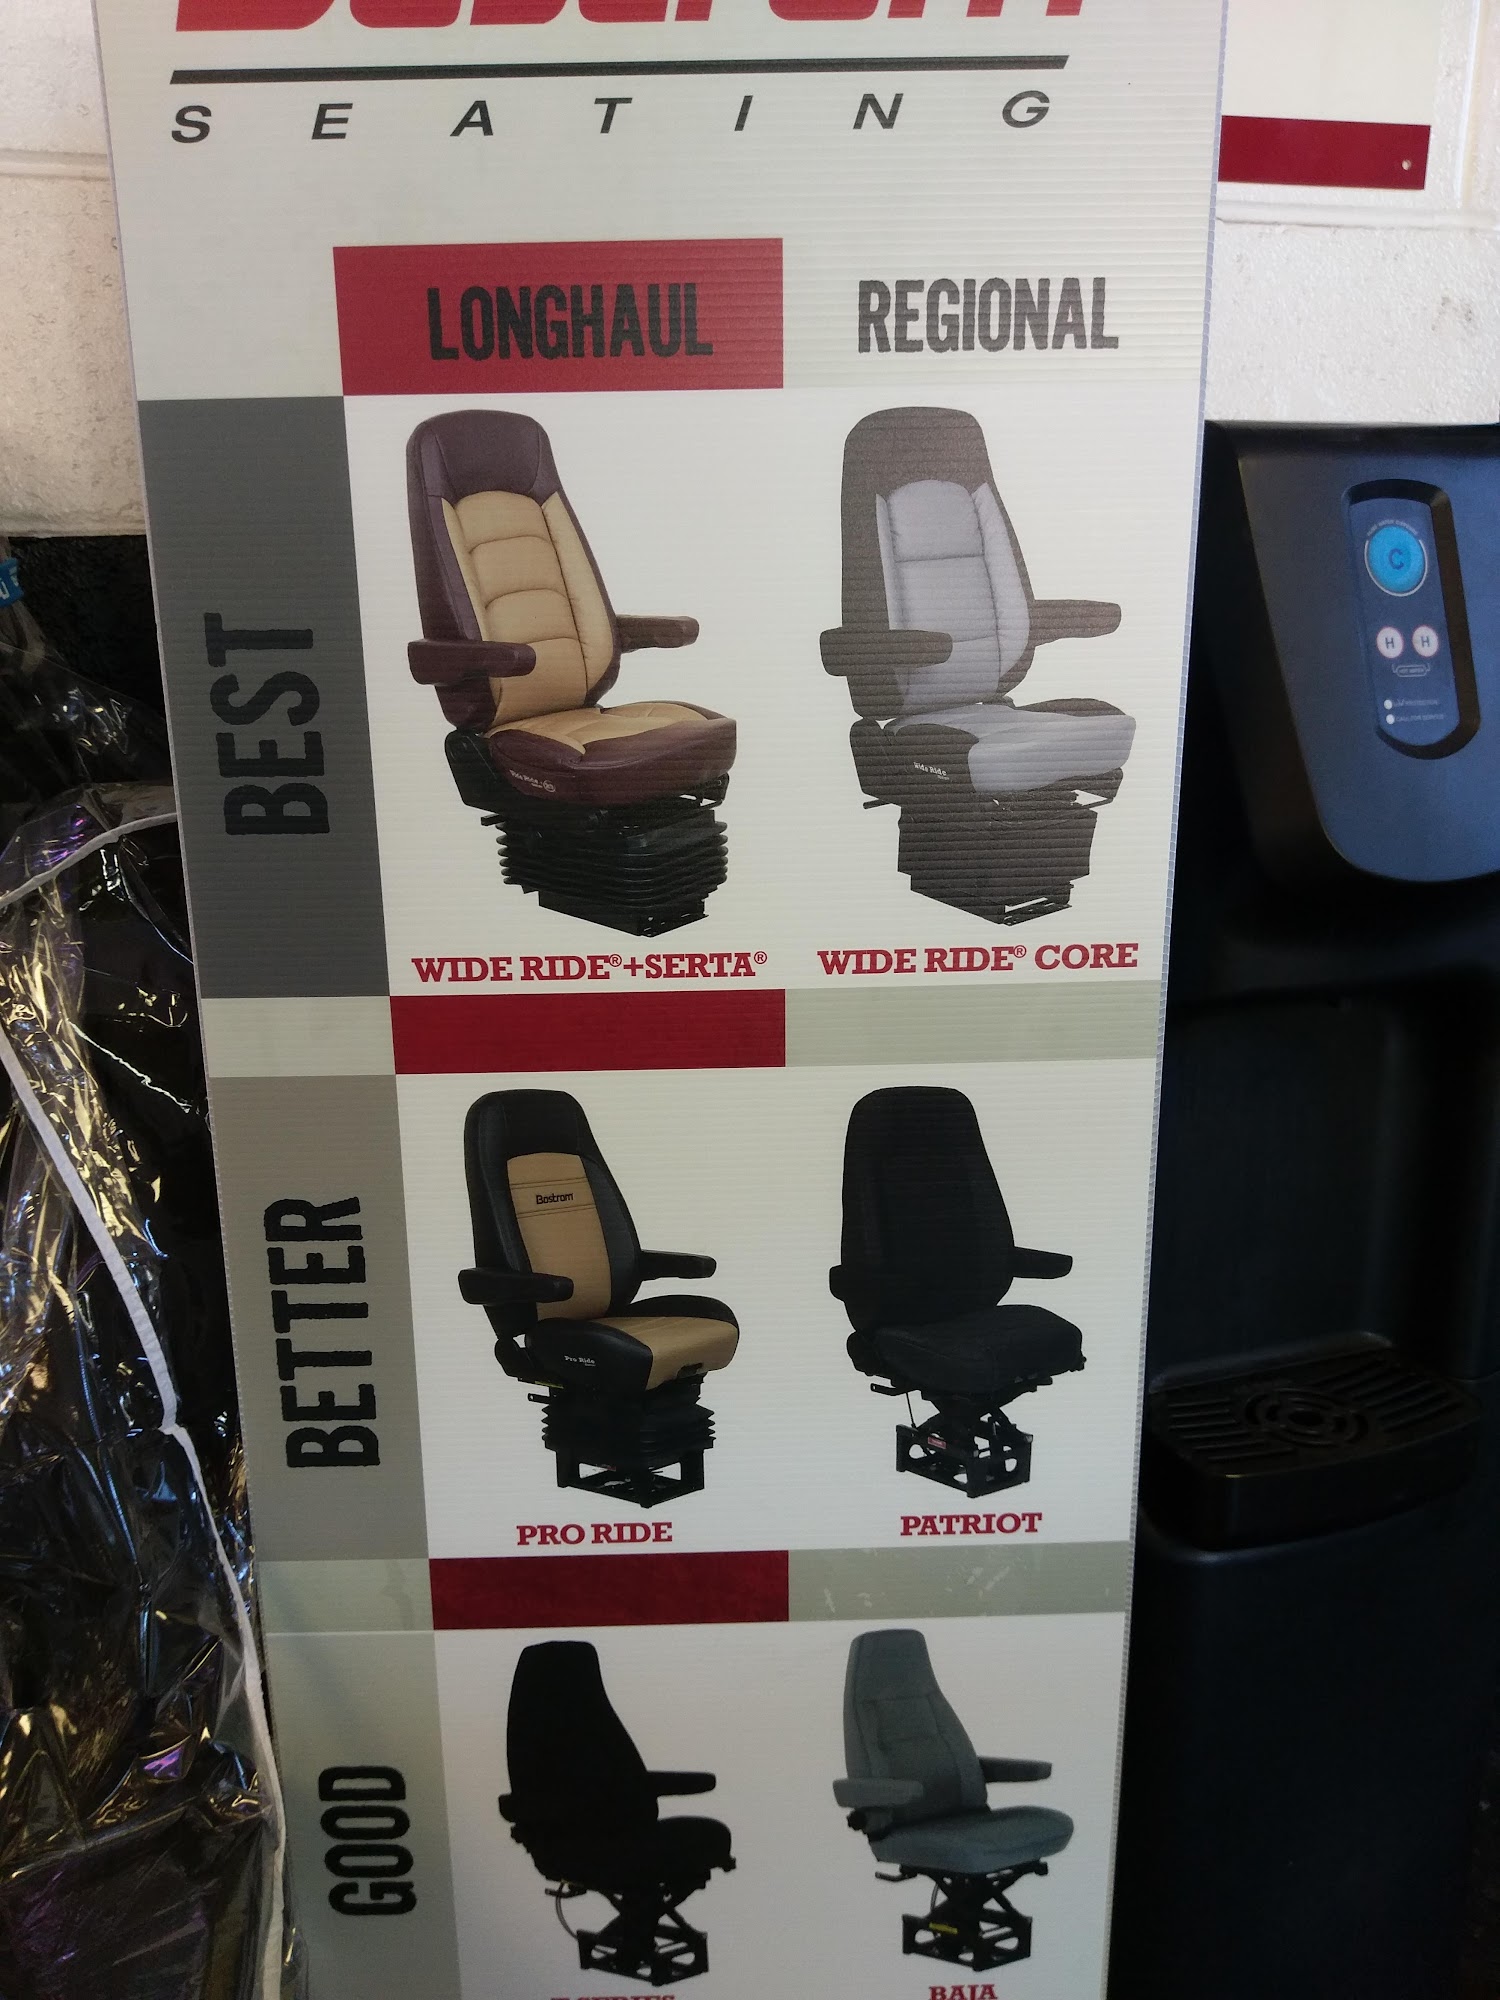 Bostrom
SEATING
LONGHAUL REGIONAL
BEST
WIDE RIDE®+SERTA® WIDE RIDE® CORE
BETTER
Bostrom
Pro Ride
PRO RIDE PATRIOT
GOOD
BAJA
C
H H